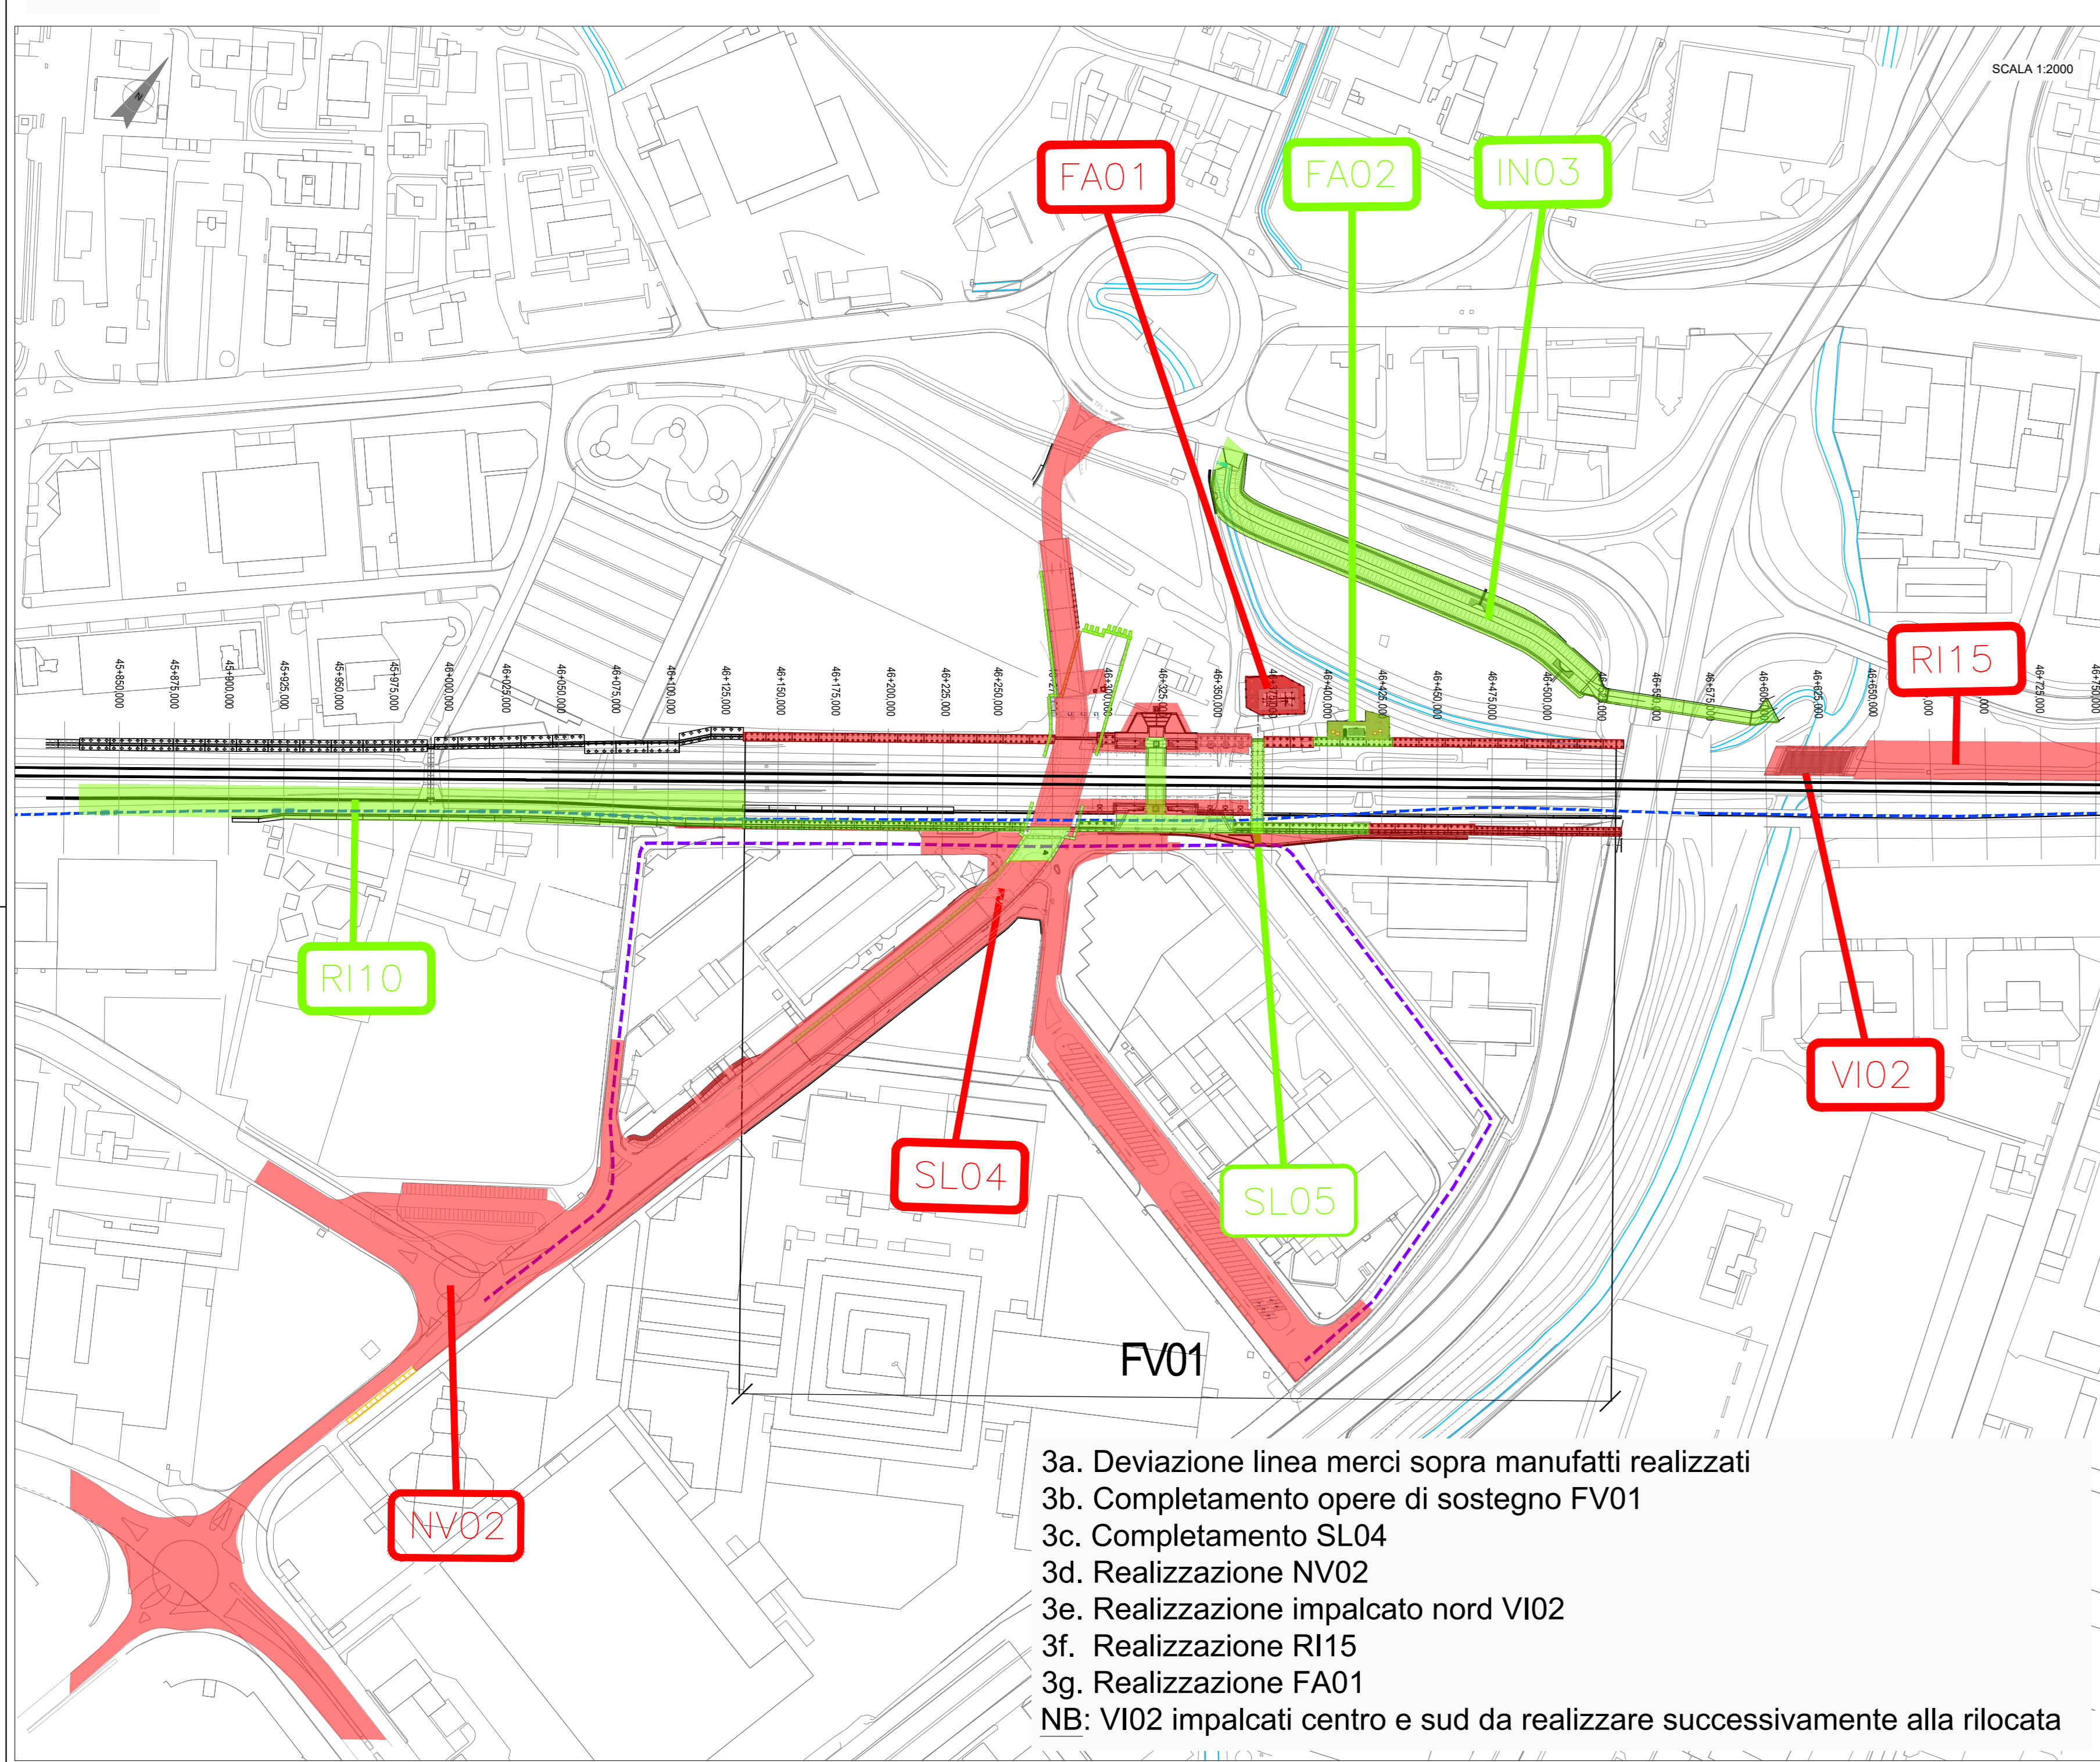 SCALA 1:2000
N
FA01
FA02
IN03
RI15
45+850,000
45+875,000
45+900,000
45+925,000
45+950,000
45+975,000
46+000,000
46+025,000
46+050,000
46+075,000
46+100,000
46+125,000
46+150,000
46+175,000
46+200,000
46+225,000
46+250,000
46+300,000
46+350,000
46+400,000
46+425,000
46+450,000
46+475,000
46+500,000
46+575,000
46+600,000
46+625,000
46+650,000
46+725,000
46+750,000
RI10
VI02
SL04
SL05
FV01
NV02
3a. Deviazione linea merci sopra manufatti realizzati
3b. Completamento opere di sostegno FV01
3c. Completamento SL04
3d. Realizzazione NV02
3e. Realizzazione impalcato nord VI02
3f. Realizzazione RI15
3g. Realizzazione FA01
NB: VI02 impalcati centro e sud da realizzare successivamente alla rilocata